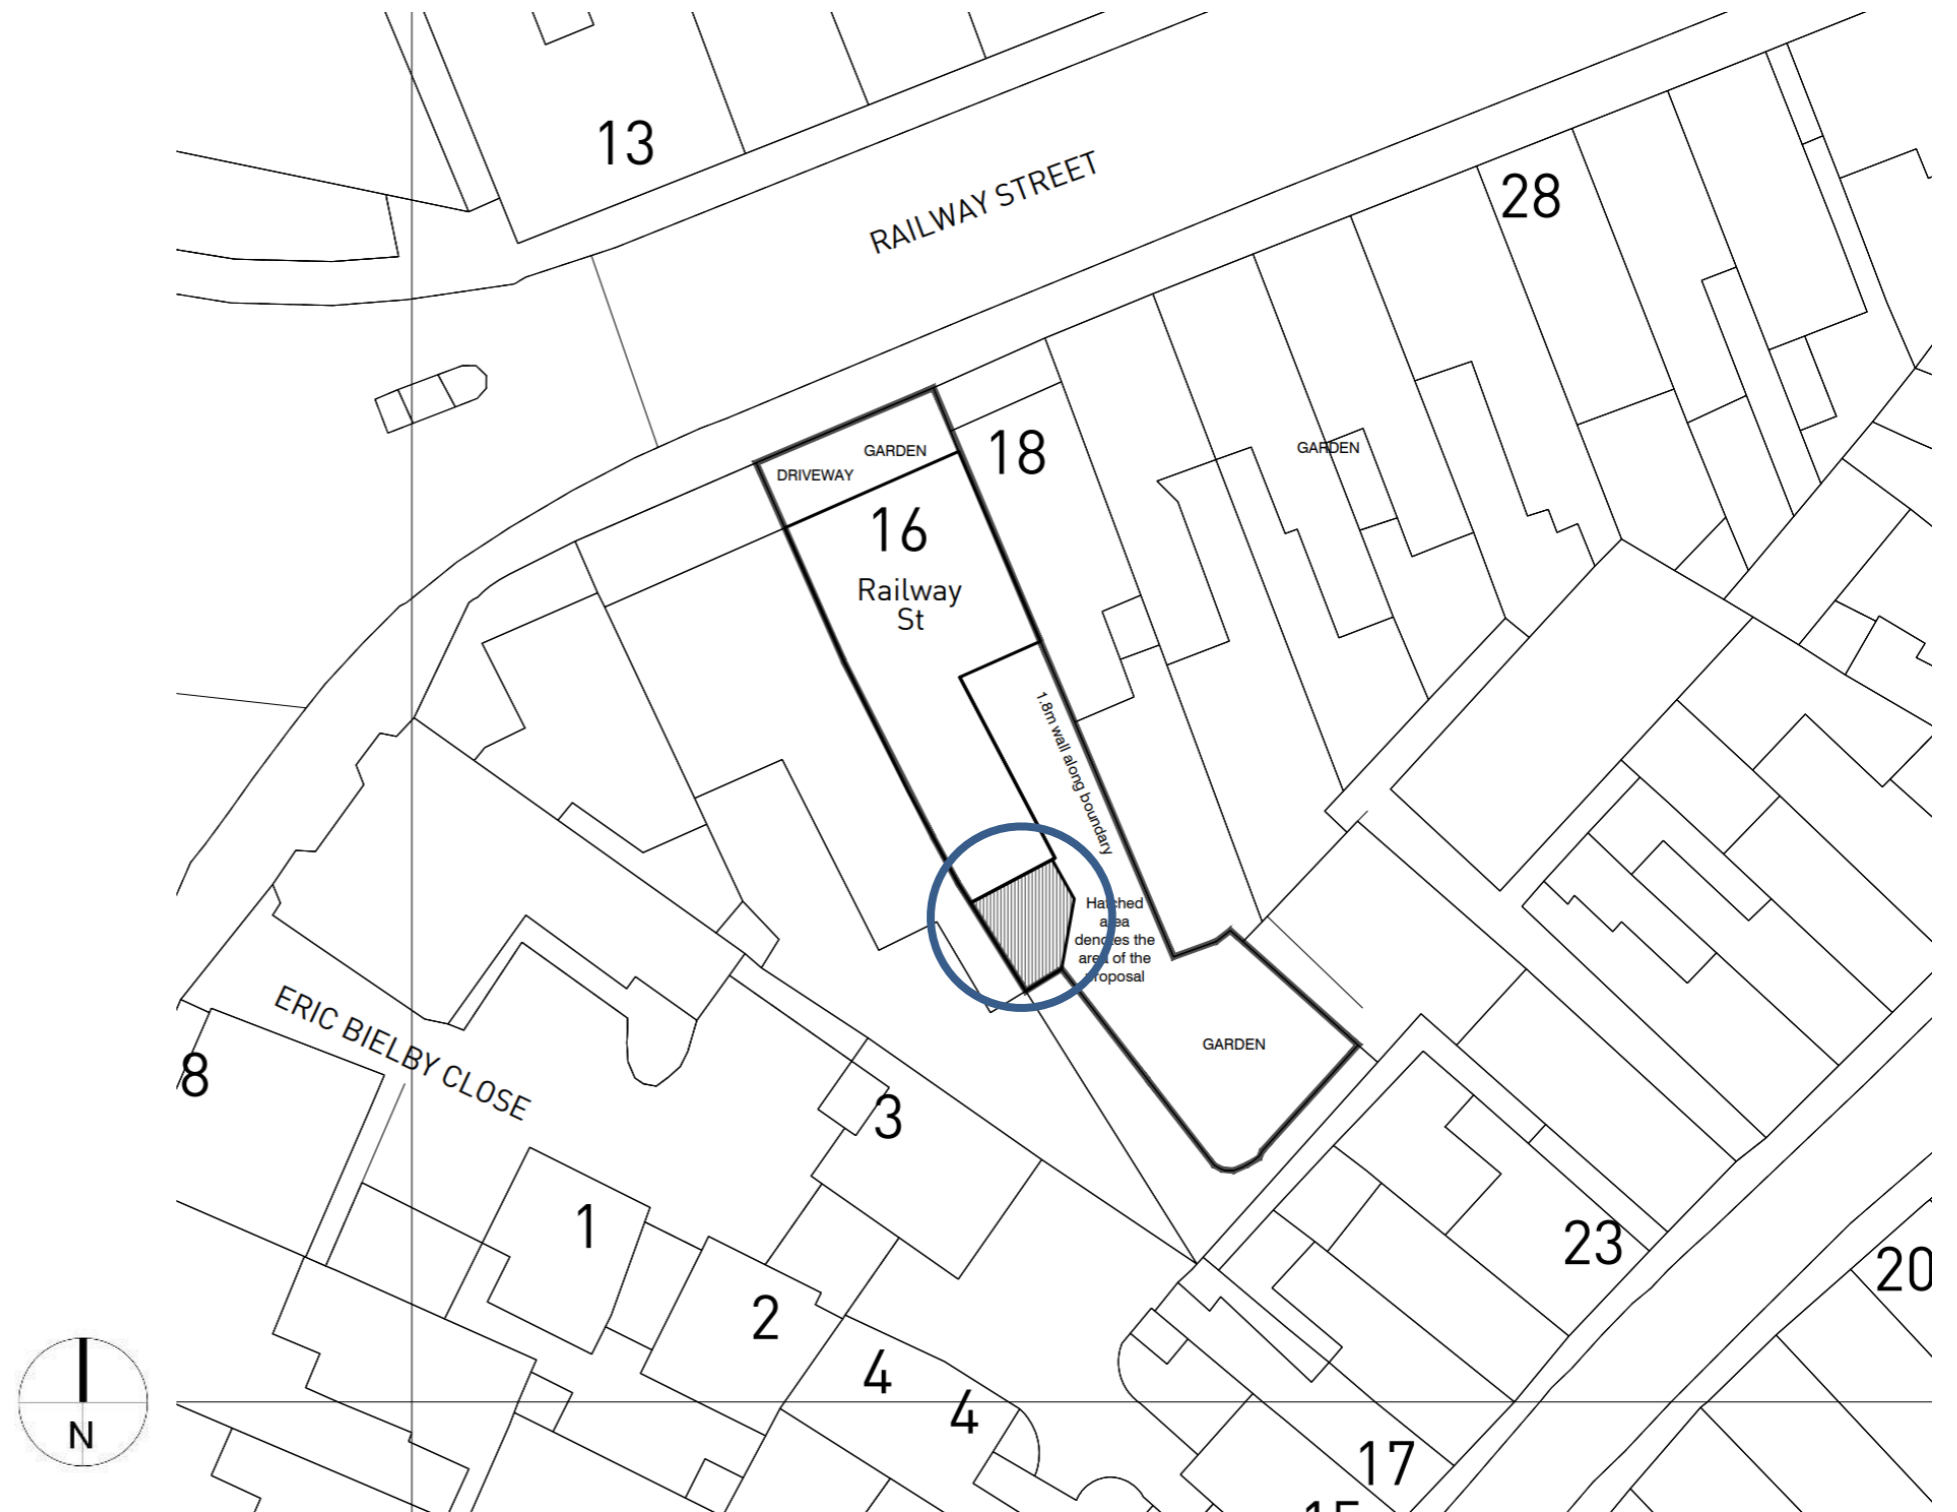 13
RAILWAY STREET
28
GARDEN
DRIVEWAY
18
GARDEN
16
Railway
St
1.8m wall along boundary
Hatched
area
denotes the
area of the
proposal
ERIC BIELBY CLOSE
GARDEN
8
3
1
2
23
20
4
4
N
17
15